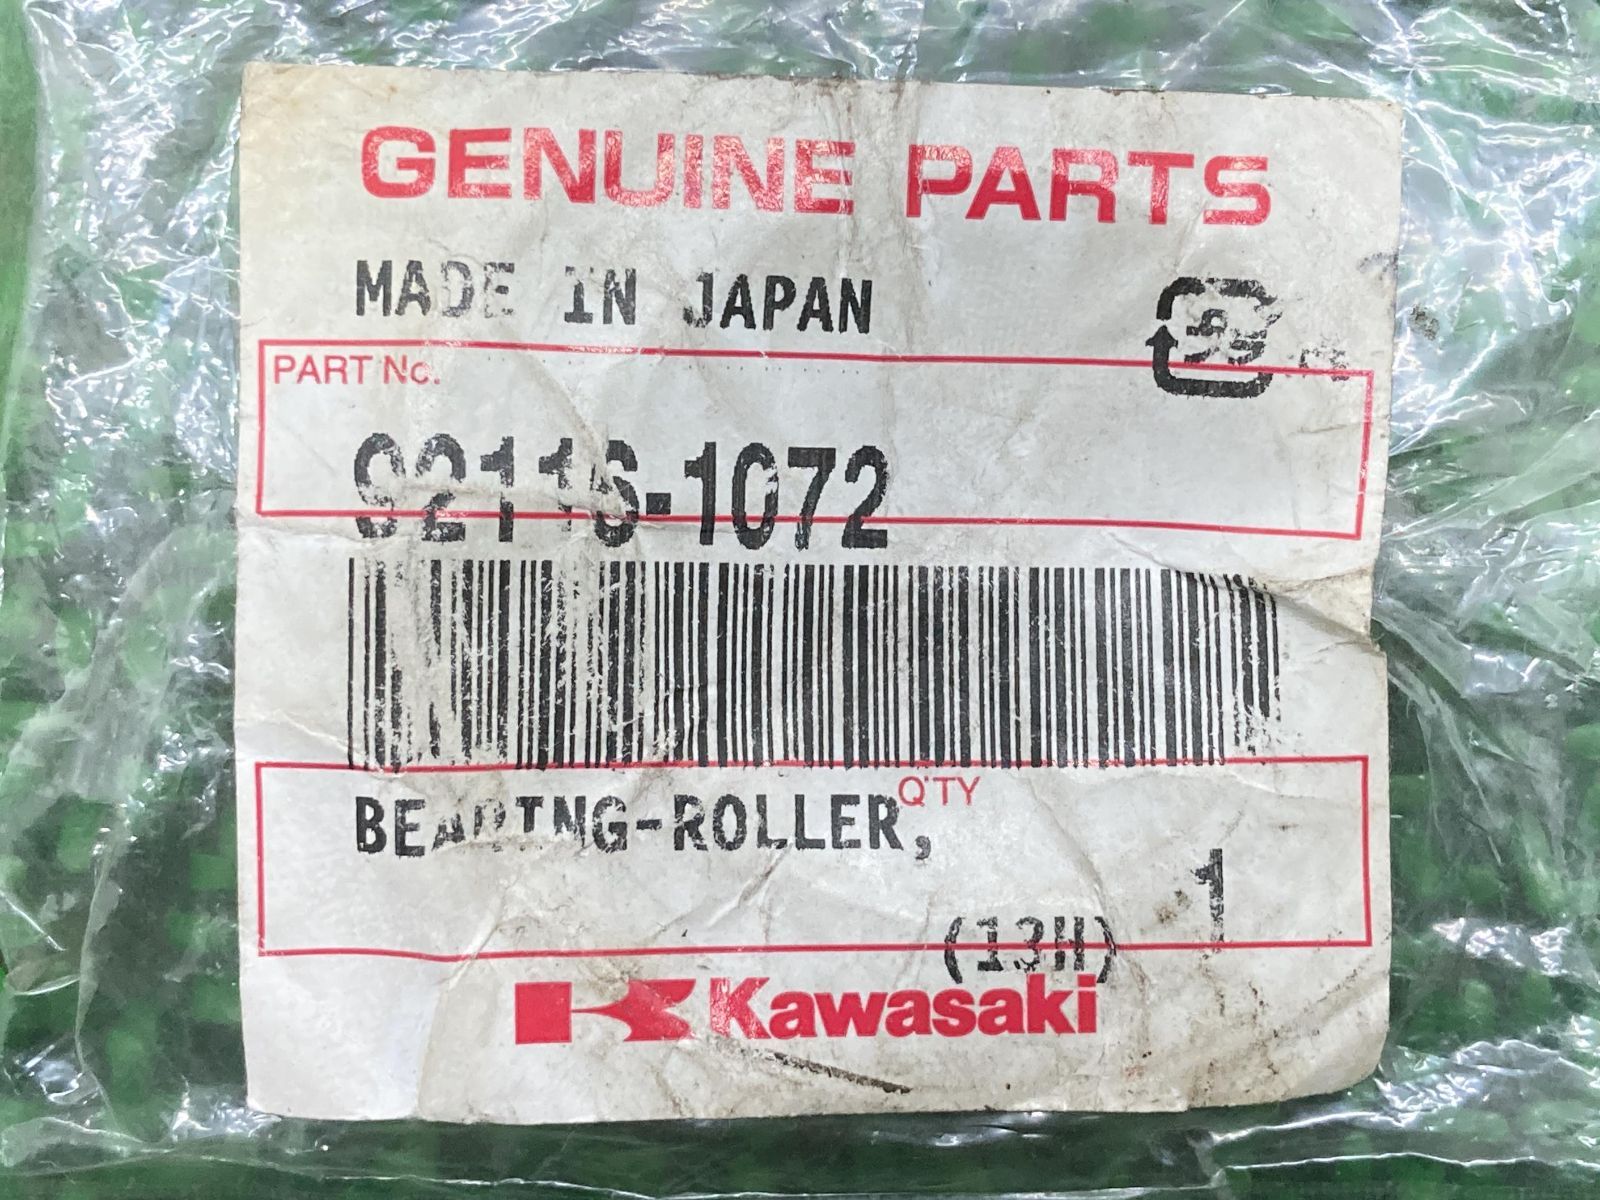 GENUINE PARTS
MADE IN JAPAN
PART No.
92116-1072
Q'TY
BEARING-ROLLER,
1
(13H)
Kawasaki